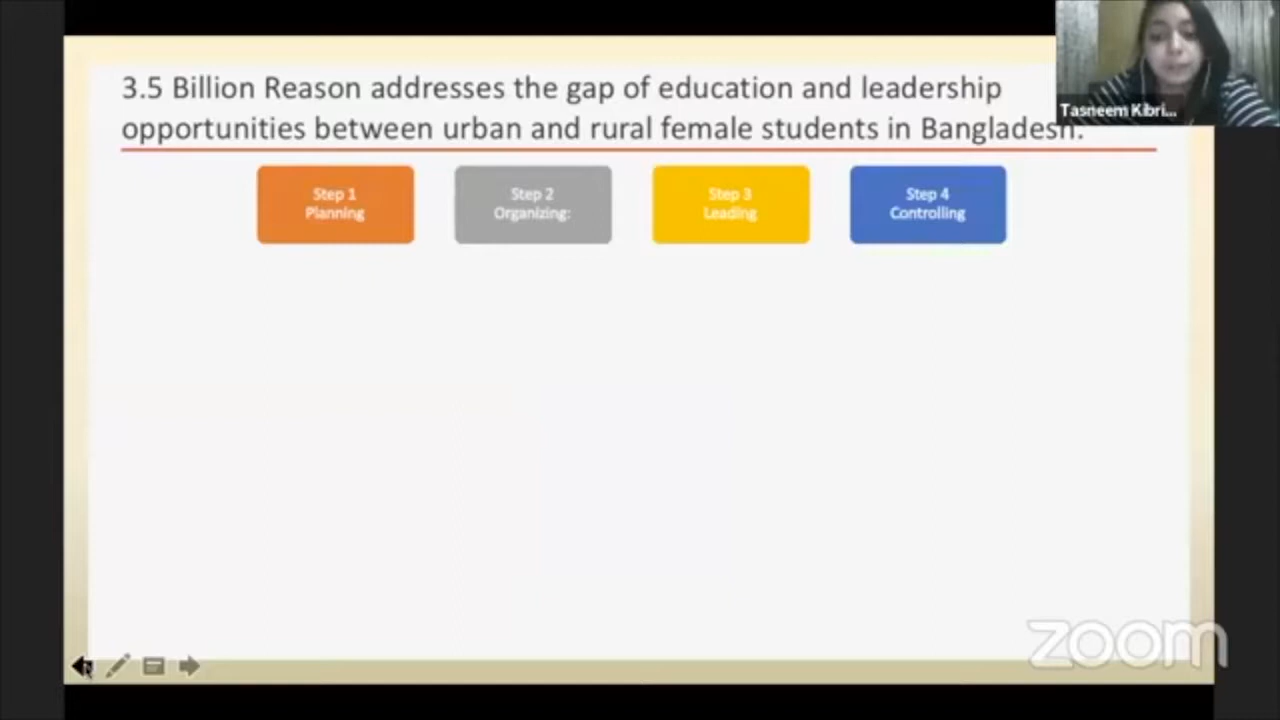 3.5 Billion Reason addresses the gap of education and leadership
opportunities between urban and rural female students in Bangladesh.
Tasneem Kibri...
Step 1
Planning
Step 2
Organizing:
Step 3
Leading
Step 4
Controlling
zoom